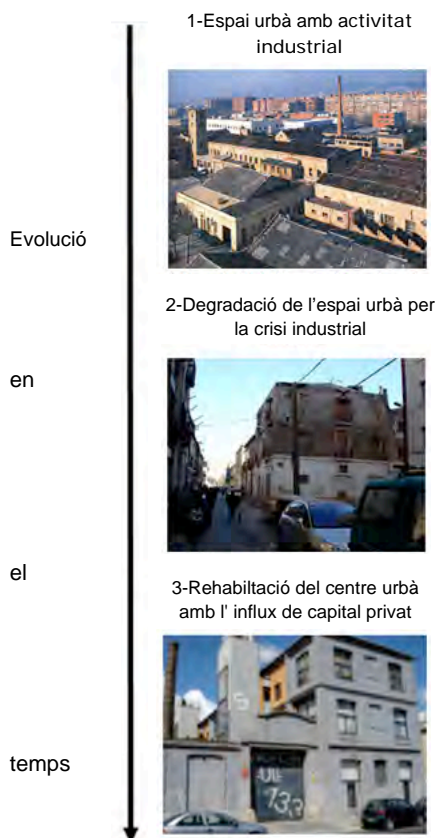 1-Espai urbà amb activitat
industrial
Evolució
2-Degradació de l'espai urbà per
la crisi industrial
en
el
3-Rehabiltació del centre urbà
amb l' influx de capital privat
temps